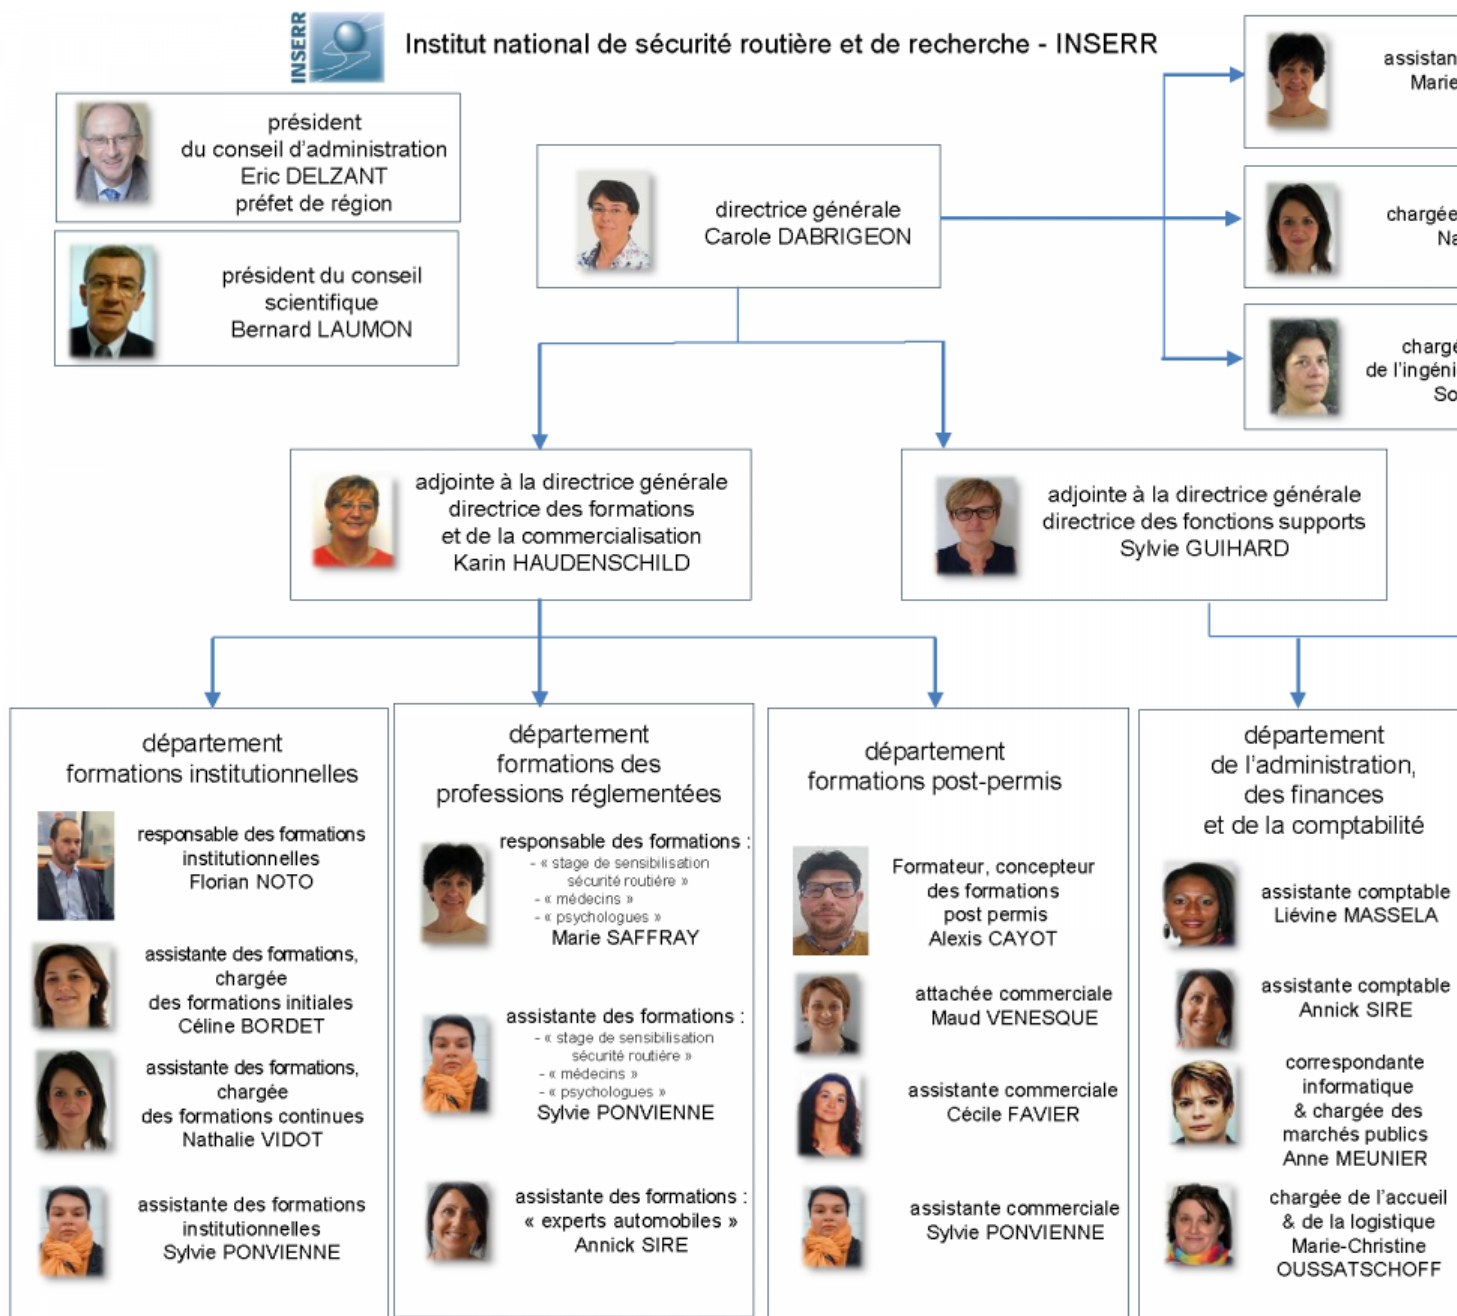 INSERR
Institut national de sécurité routière et de recherche - INSERR
président
du conseil d'administration
Eric DELZANT
préfet de région
président du conseil
scientifique
Bernard LAUMON
directrice générale
Carole DABRIGEON
Marie
chargée
de l'ingénie
adjointe à la directrice générale
directrice des formations
et de la commercialisation
Karin HAUDENSCHILD
adjointe à la directrice générale
directrice des fonctions supports
Sylvie GUIHARD
département
formations institutionnelles
responsable des formations
institutionnelles
Florian NOTO
assistante des formations,
chargée
des formations initiales
Céline BORDET
assistante des formations,
chargée
des formations continues
Nathalie VIDOT
assistante des formations
institutionnelles
Sylvie PONVIENNE
département
formations des
professions réglementées
responsable des formations :
- « stage de sensibilisation
sécurité routière »
- « médecins »
- « psychologues »
Marie SAFFRAY
assistante des formations :
- « stage de sensibilisation
sécurité routière »
- « médecins »
- « psychologues »
Sylvie PONVIENNE
assistante des formations :
« experts automobiles »
Annick SIRE
département
formations post-permis
Formateur, concepteur
des formations
post permis
Alexis CAYOT
attachée commerciale
Maud VENESQUE
assistante commerciale
Cécile FAVIER
assistante commerciale
Sylvie PONVIENNE
département
de l'administration,
des finances
et de la comptabilité
assistante comptable
Liévine MASSELA
assistante comptable
Annick SIRE
correspondante
informatique
& chargée des
marchés publics
Anne MEUNIER
chargée de l'accueil
& de la logistique
Marie-Christine
OUSSATSCHOFF